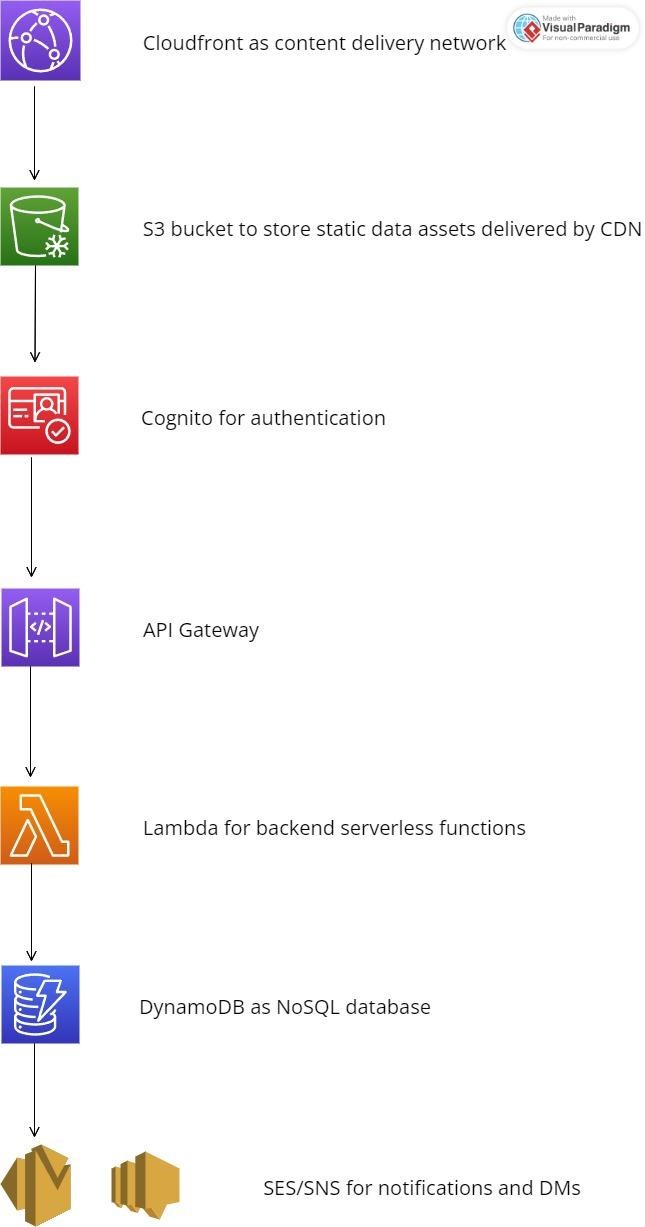 Cloudfront as content delivery network
Made with
VisualParadigm
For non-commercial use
S3 bucket to store static data assets delivered by CDN
Cognito for authentication
</>
API Gateway
Lambda for backend serverless functions
DynamoDB as NoSQL database
SES/SNS for notifications and DMs